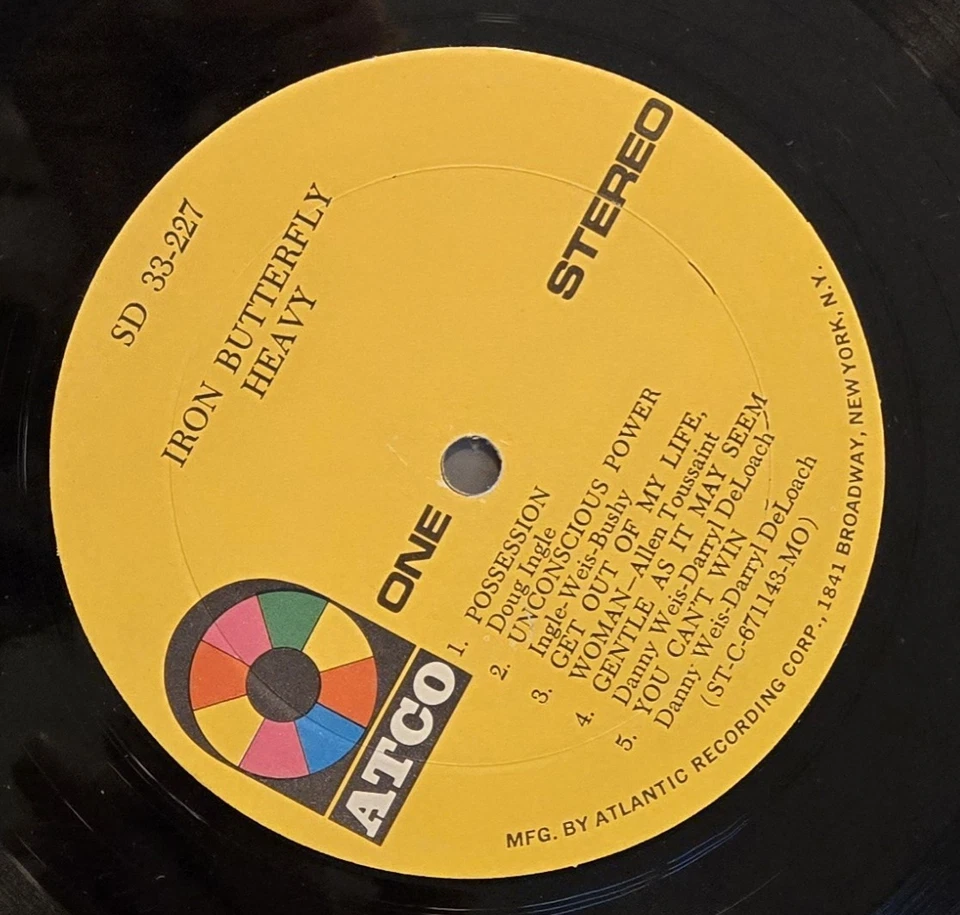 SD 33-227
IRON BUTTERFLY
HEAVY
STEREO
ONE
ATCO
1. POSSESSION
Doug Ingle
2. UNCONSCIOUS POWER
Ingle-Weis-Bushy
3. GET OUT OF MY LIFE,
WOMAN—Allen Toussaint
4. GENTLE AS IT MAY SEEM
Danny Weis-Darryl DeLoach
5. YOU CAN'T WIN
Danny Weis-Darryl DeLoach
(ST-C-671143-MO)
MFG. BY ATLANTIC RECORDING CORP., 1841 BROADWAY, NEW YORK, N.Y.